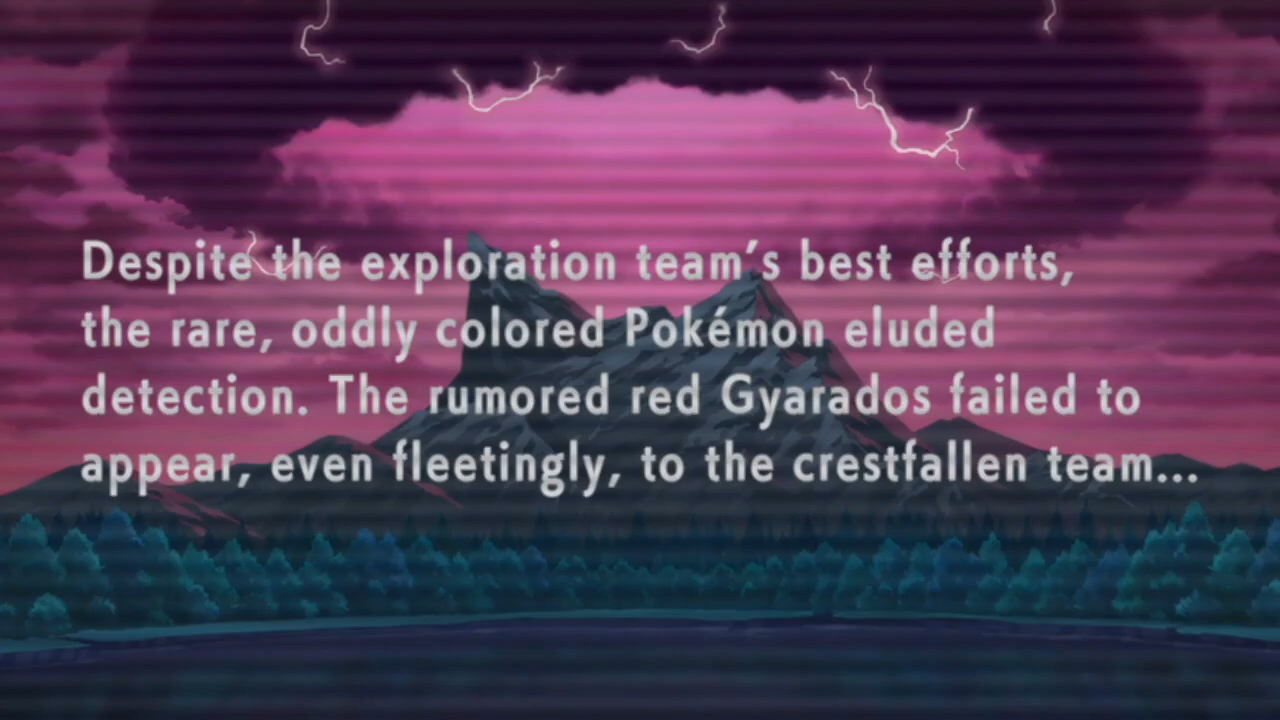 Despite the exploration team’s best efforts,
the rare, oddly colored Pokémon eluded
detection. The rumored red Gyarados failed to
appear, even fleetingly, to the crestfallen team...